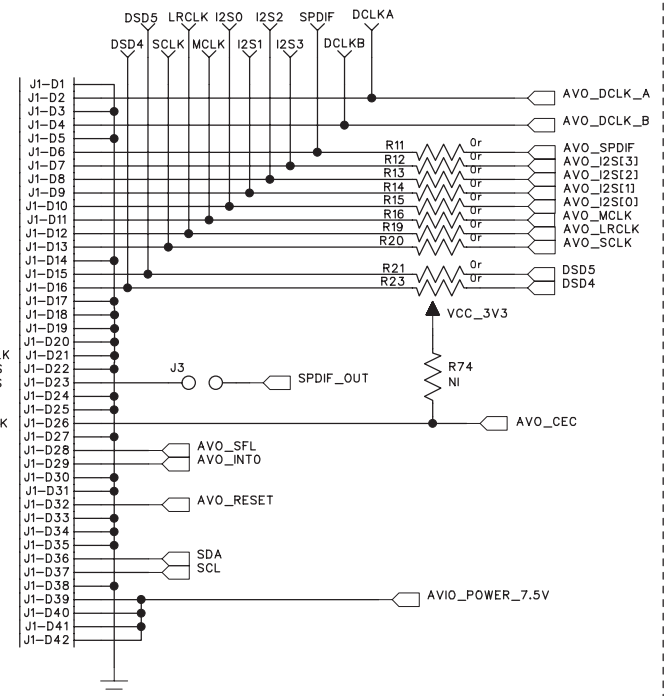 DSD5 LRCLK I2S0 I2S2 SPDIF DCLKA
DSD4 SCLK MCLK I2S1 I2S3 DCLKB
J1-D1
J1-D2 AVO_DCLK_A
J1-D3
J1-D4 AVO_DCLK_B
J1-D5
J1-D6 R11 0r AVO_SPDIF
J1-D7 R12 0r AVO_I2S[3]
J1-D8 R13 0r AVO_I2S[2]
J1-D9 R14 0r AVO_I2S[1]
J1-D10 R15 0r AVO_I2S[0]
J1-D11 R16 0r AVO_MCLK
J1-D12 R19 0r AVO_LRCLK
J1-D13 R20 0r AVO_SCLK
J1-D14
J1-D15 R21 0r DSD5
J1-D16 R23 0r DSD4
J1-D17
J1-D18 VCC_3V3
J1-D19
J1-D20
J1-D21
J1-D22 J3 R74
J1-D23 SPDIF_OUT NI
J1-D24
J1-D25
J1-D26 AVO_CEC
J1-D27
J1-D28 AVO_SFL
J1-D29 AVO_INT0
J1-D30
J1-D31
J1-D32 AVO_RESET
J1-D33
J1-D34
J1-D35
J1-D36 SDA
J1-D37 SCL
J1-D38
J1-D39 AVIO_POWER_7.5V
J1-D40
J1-D41
J1-D42